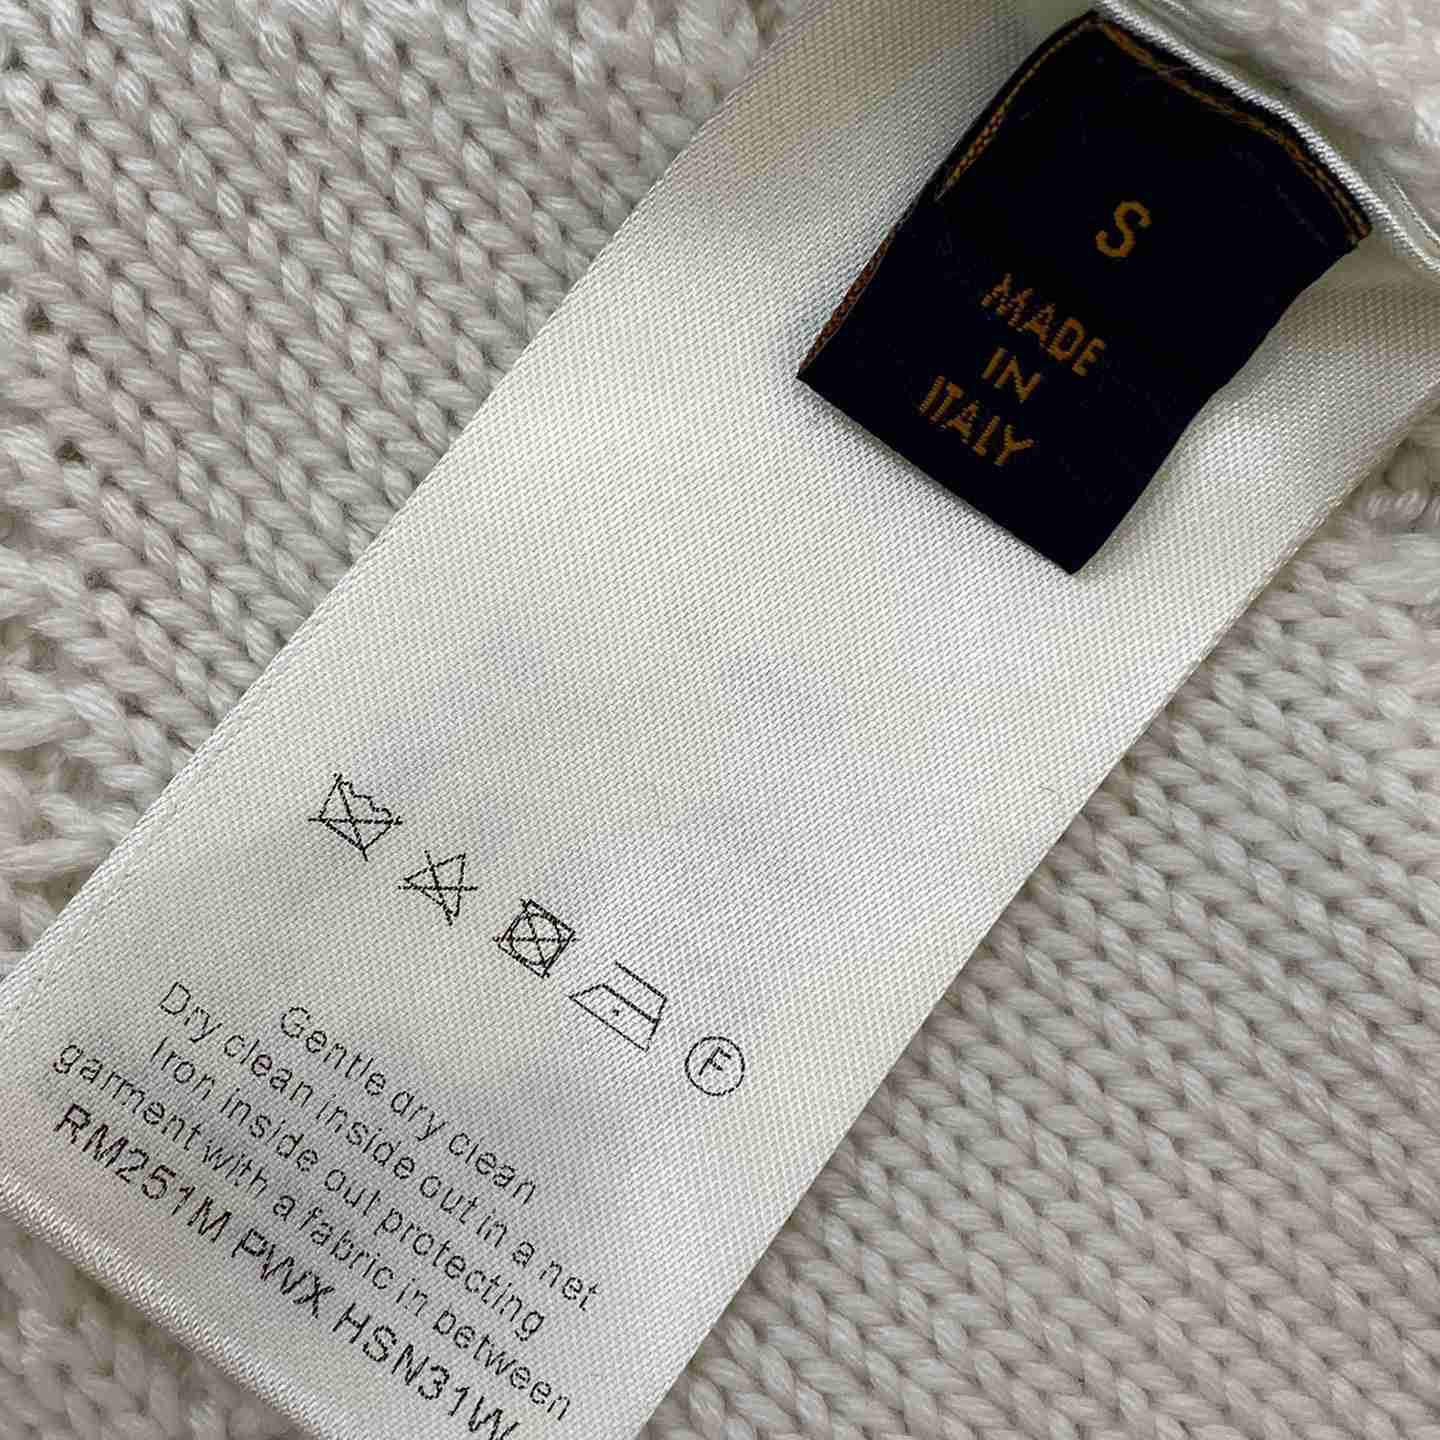 S
MADE
IN
ITALY
F
Gentle dry clean
Dry clean inside out in a net
Iron inside out protecting
garment with a fabric in between
RM251M PWX HSN31W